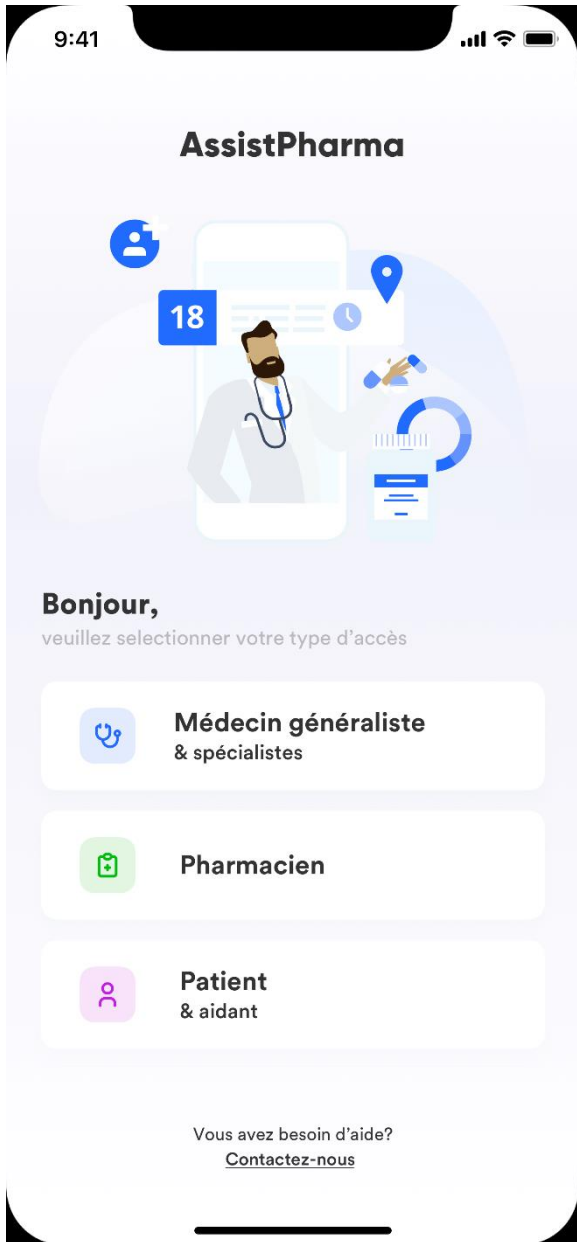 9:41
AssistPharma
18
Bonjour,
veuillez selectionner votre type d’accès
Médecin généraliste
& spécialistes
Pharmacien
Patient
& aidant
Vous avez besoin d’aide?
Contactez-nous